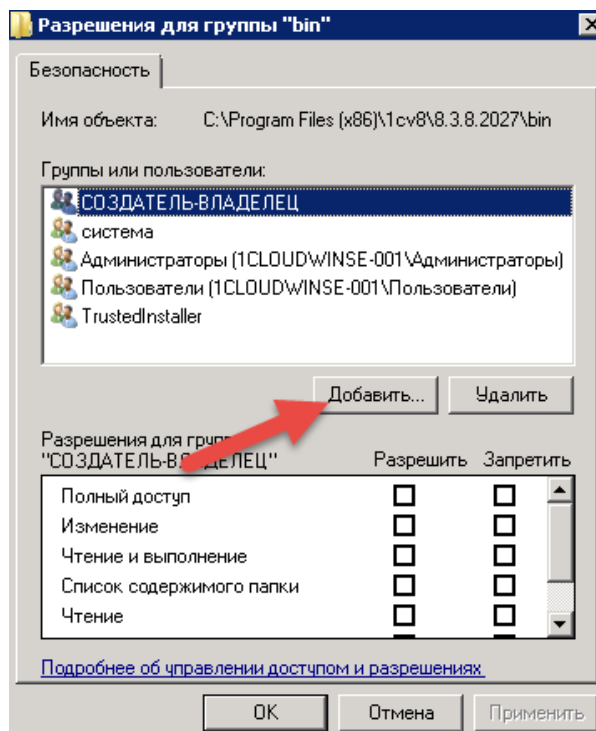 Разрешения для группы "bin"
Безопасность
Имя объекта: C:\Program Files (x86)\1cv8\8.3.8.2027\bin
Группы или пользователи:
СОЗДАТЕЛЬ-ВЛАДЕЛЕЦ
система
Администраторы (1CLOUDWINSE-001\Администраторы)
Пользователи (1CLOUDWINSE-001\Пользователи)
TrustedInstaller
Добавить... Удалить
Разрешения для групп
"СОЗДАТЕЛЬ-ВЛАДЕЛЕЦ" Разрешить Запретить
Полный доступ
Изменение
Чтение и выполнение
Список содержимого папки
Чтение
Подробнее об управлении доступом и разрешениях
ОК Отмена Применить